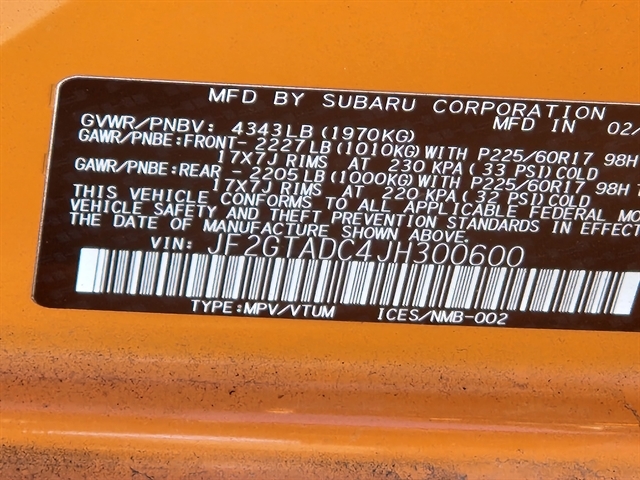 MFD BY SUBARU CORPORATION
GVWR/PNBV: 4343LB (1970KG) MFD IN 02
GAWR/PNBE:FRONT- 2227LB (1010KG) WITH P225/60R17 98H
17X7J RIMS AT 230 KPA (33 PSI) COLD
GAWR/PNBE:REAR - 2205LB (1000KG) WITH P225/60R17 98H
17X7J RIMS AT 220 KPA (32 PSI) COLD
THIS VEHICLE CONFORMS TO ALL APPLICABLE FEDERAL MO
VEHICLE SAFETY AND THEFT PREVENTION STANDARDS IN EFFECT
THE DATE OF MANUFACTURE SHOWN ABOVE.
VIN: JF2GTADC4JH300600
TYPE:MPV/VTUM ICES/NMB-002